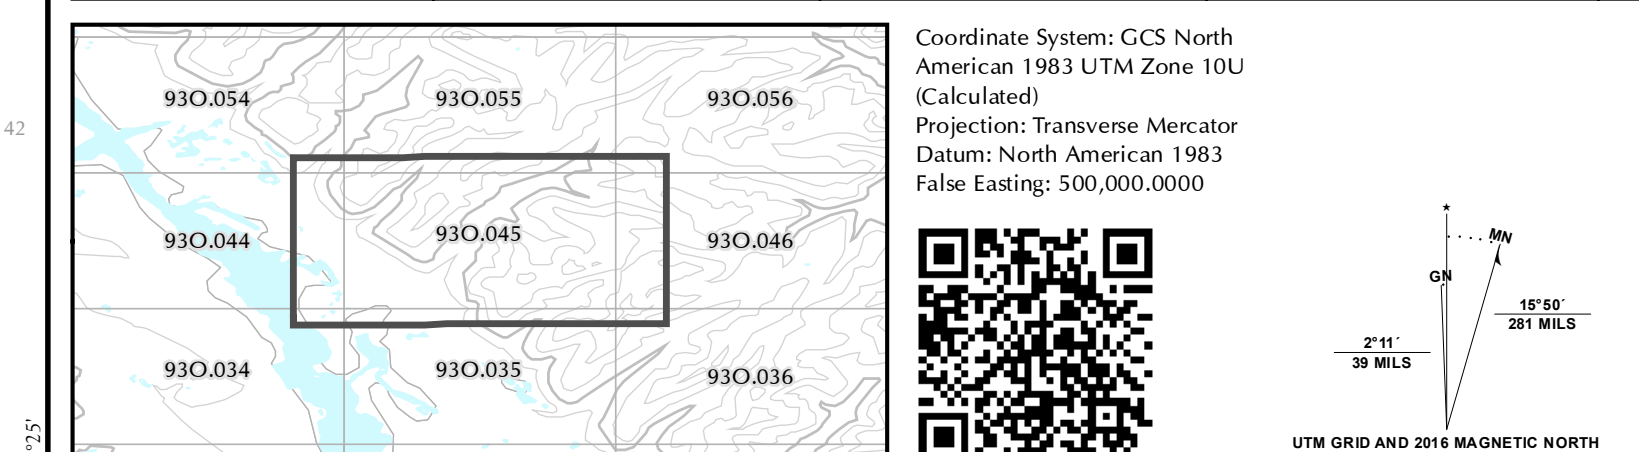 42
°25'
93O.054 93O.055 93O.056
93O.044 93O.045 93O.046
93O.034 93O.035 93O.036
Coordinate System: GCS North
American 1983 UTM Zone 10U
(Calculated)
Projection: Transverse Mercator
Datum: North American 1983
False Easting: 500,000.0000
MN
GN
15°50´
281 MILS
2°11´
39 MILS
UTM GRID AND 2016 MAGNETIC NORTH